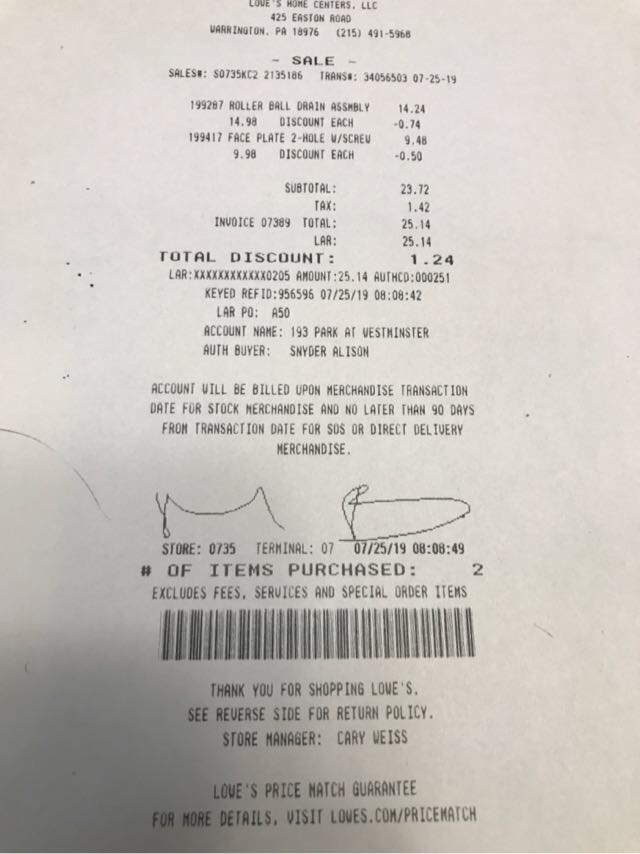 LOWE'S HOME CENTERS, LLC
425 EASTON ROAD
WARRINGTON, PA 18976 (215) 491-5968
- SALE -
SALES#: S0735KC2 2135186 TRANS#: 34056503 07-25-19
199287 ROLLER BALL DRAIN ASSMBLY 14.24
14.98 DISCOUNT EACH -0.74
199417 FACE PLATE 2-HOLE W/SCREW 9.48
9.98 DISCOUNT EACH -0.50
SUBTOTAL: 23.72
TAX: 1.42
INVOICE 07389 TOTAL: 25.14
LAR: 25.14
TOTAL DISCOUNT: 1.24
LAR:XXXXXXXXXXXX0205 AMOUNT:25.14 AUTHCD:000251
KEYED REFID:956596 07/25/19 08:08:42
LAR PO: A50
ACCOUNT NAME: 193 PARK AT WESTMINSTER
AUTH BUYER: SNYDER ALISON
ACCOUNT WILL BE BILLED UPON MERCHANDISE TRANSACTION
DATE FOR STOCK MERCHANDISE AND NO LATER THAN 90 DAYS
FROM TRANSACTION DATE FOR SOS OR DIRECT DELIVERY
MERCHANDISE.
STORE: 0735 TERMINAL: 07 07/25/19 08:08:49
# OF ITEMS PURCHASED: 2
EXCLUDES FEES, SERVICES AND SPECIAL ORDER ITEMS
THANK YOU FOR SHOPPING LOWE'S.
SEE REVERSE SIDE FOR RETURN POLICY.
STORE MANAGER: CARY WEISS
LOWE'S PRICE MATCH GUARANTEE
FOR MORE DETAILS, VISIT LOWES.COM/PRICEMATCH